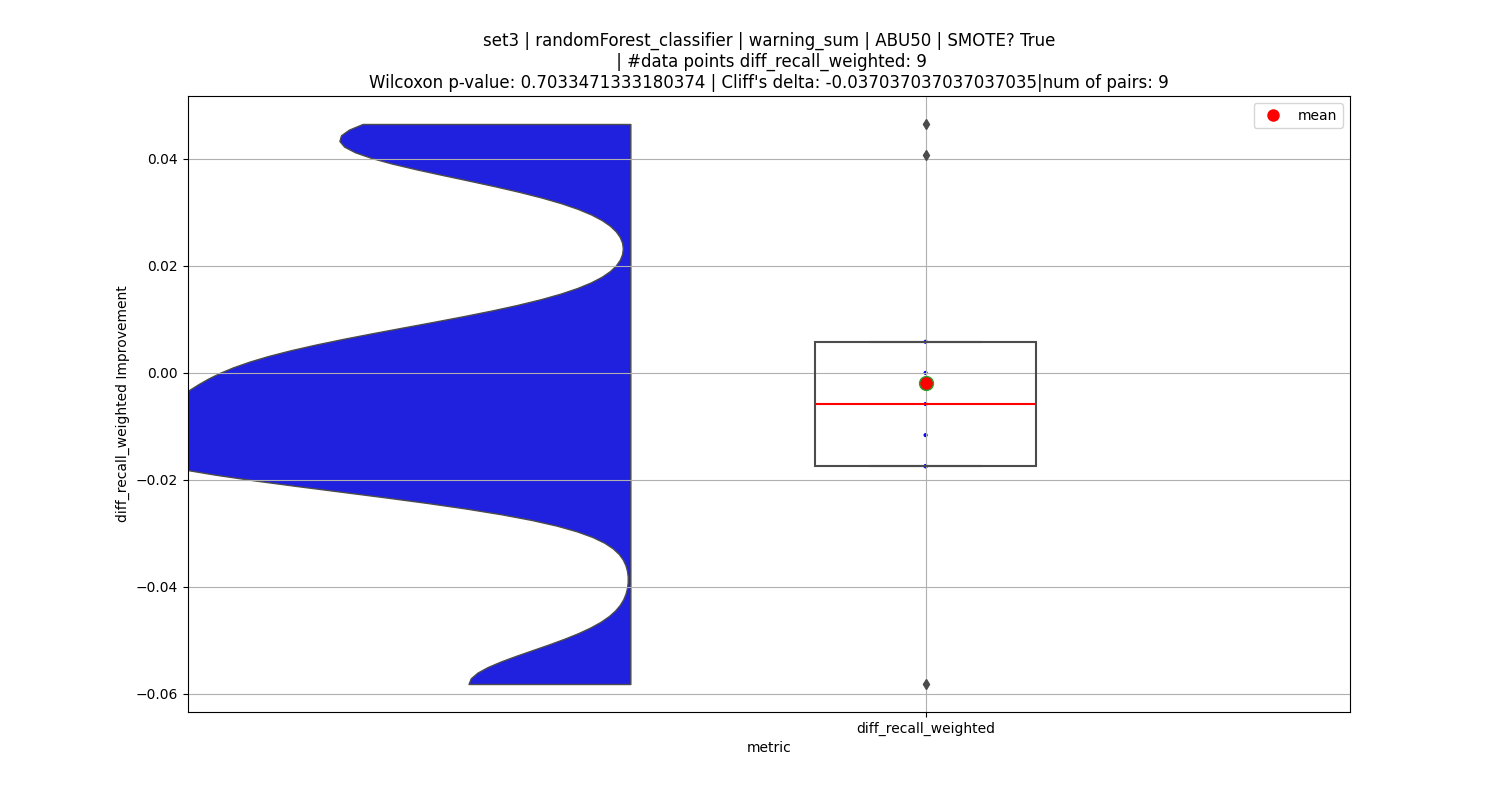 set3 | randomForest_classifier | warning_sum | ABU50 | SMOTE? True
| #data points diff_recall_weighted: 9
Wilcoxon p-value: 0.7033471333180374 | Cliff's delta: -0.037037037037037035|num of pairs: 9
mean
0.04
0.02
0.00
−0.02
−0.04
−0.06
diff_recall_weighted Improvement
diff_recall_weighted
metric